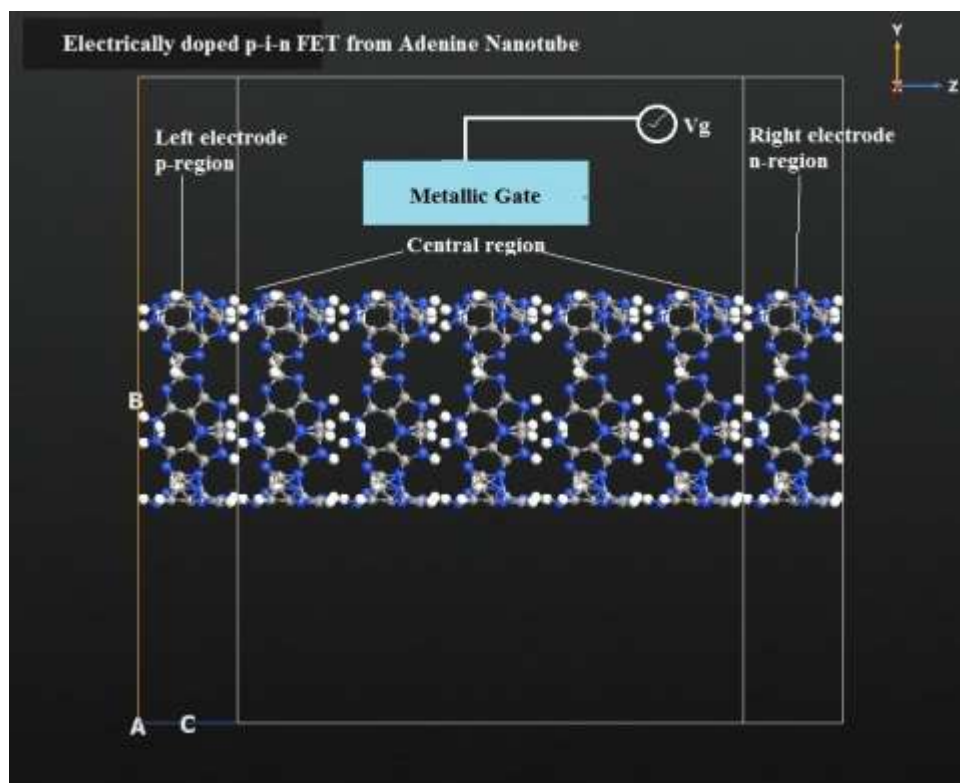 Electrically doped p-i-n FET from Adenine Nanotube
Y
Z
Left electrode
p-region
Vg
Right electrode
n-region
Metallic Gate
Central region
B
A
C